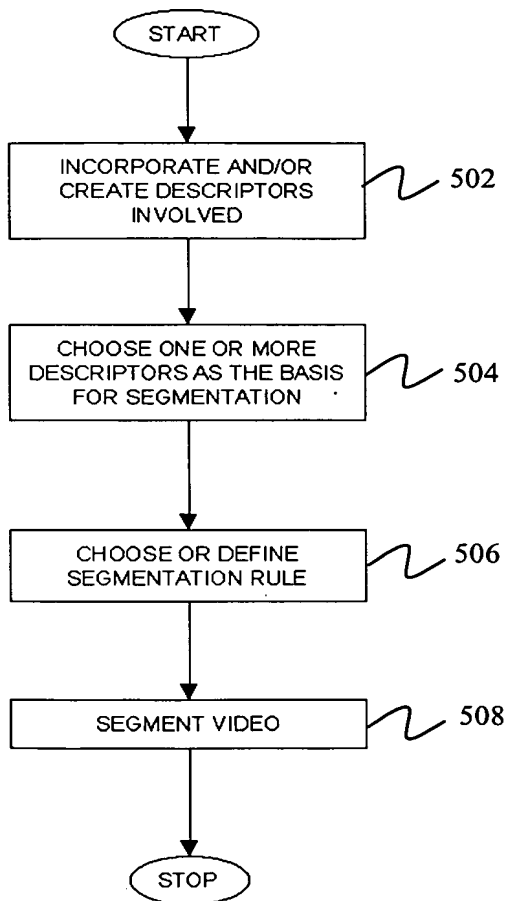 START
INCORPORATE AND/OR
CREATE DESCRIPTORS
INVOLVED
502
CHOOSE ONE OR MORE
DESCRIPTORS AS THE BASIS
FOR SEGMENTATION
504
CHOOSE OR DEFINE
SEGMENTATION RULE
506
SEGMENT VIDEO
508
STOP